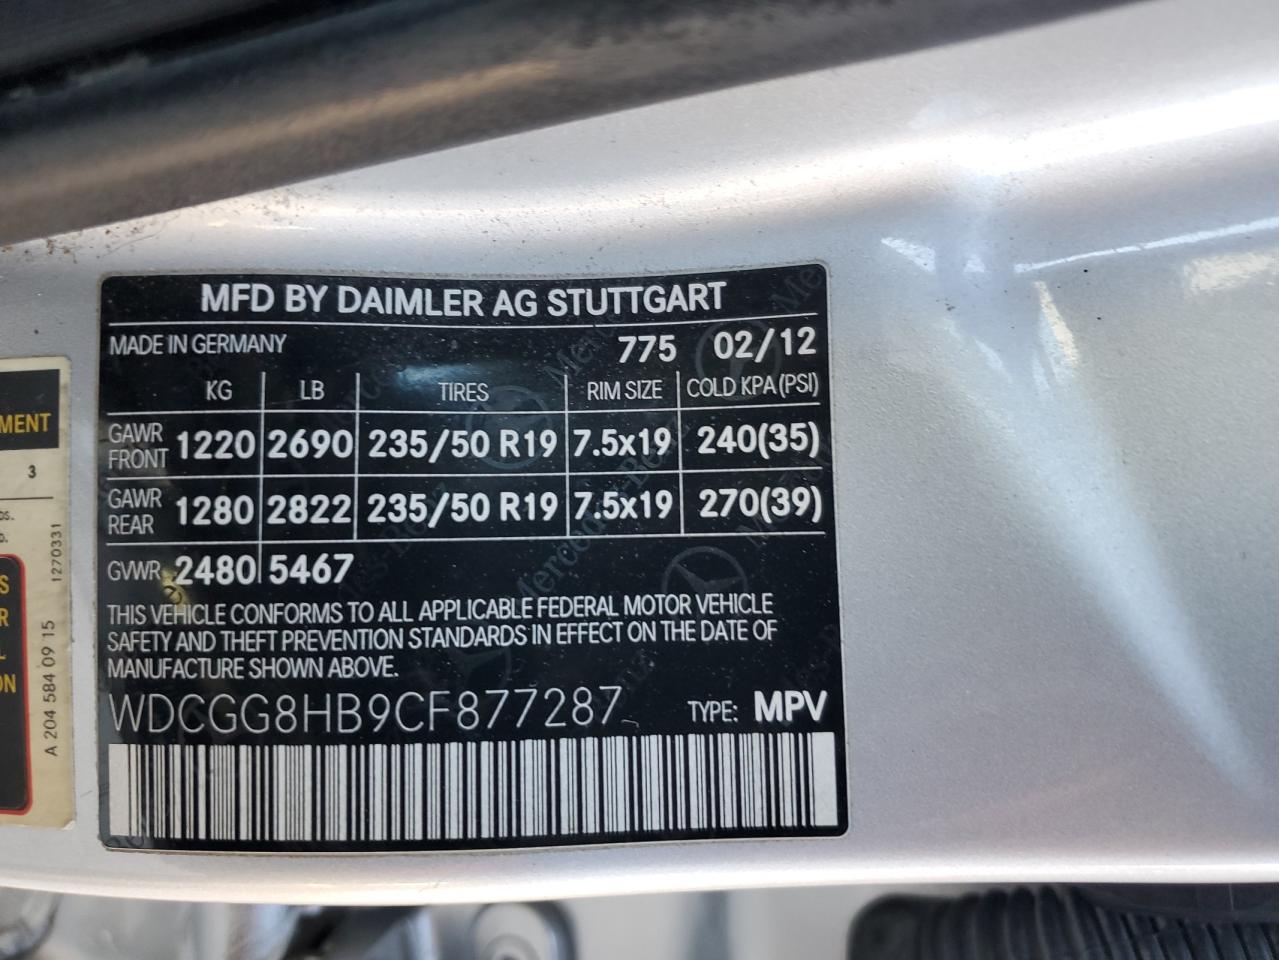 MFD BY DAIMLER AG STUTTGART
MADE IN GERMANY 775 02/12
KG LB TIRES RIM SIZE COLD KPA (PSI)
GAWR FRONT 1220 2690 235/50 R19 7.5x19 240(35)
GAWR REAR 1280 2822 235/50 R19 7.5x19 270(39)
GVWR 2480 5467
THIS VEHICLE CONFORMS TO ALL APPLICABLE FEDERAL MOTOR VEHICLE
SAFETY AND THEFT PREVENTION STANDARDS IN EFFECT ON THE DATE OF
MANUFACTURE SHOWN ABOVE.
WDCGG8HB9CF877287 TYPE: MPV
3
1270331
A 204 584 09 15